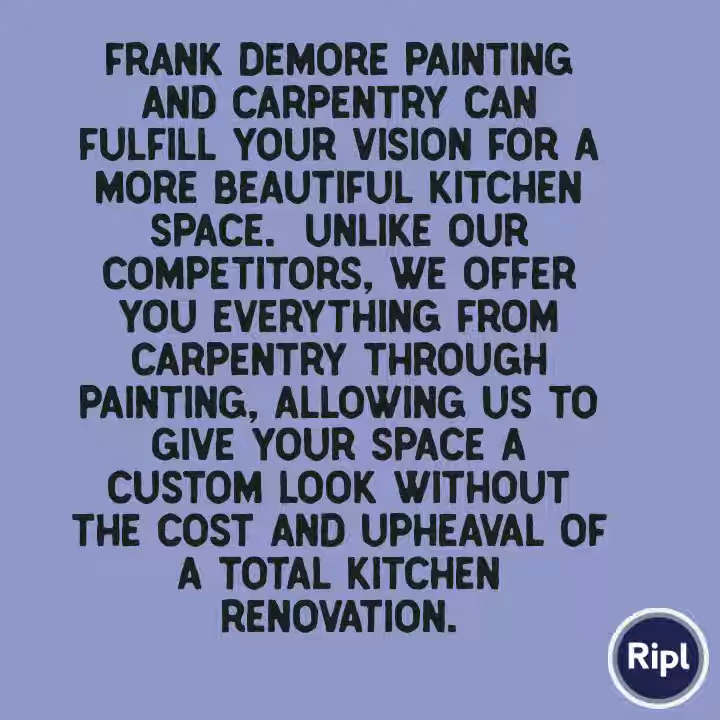 FRANK DEMORE PAINTING
AND CARPENTRY CAN
FULFILL YOUR VISION FOR A
MORE BEAUTIFUL KITCHEN
SPACE.  UNLIKE OUR
COMPETITORS, WE OFFER
YOU EVERYTHING FROM
CARPENTRY THROUGH
PAINTING, ALLOWING US TO
GIVE YOUR SPACE A
CUSTOM LOOK WITHOUT
THE COST AND UPHEAVAL OF
A TOTAL KITCHEN
RENOVATION.
Ripl